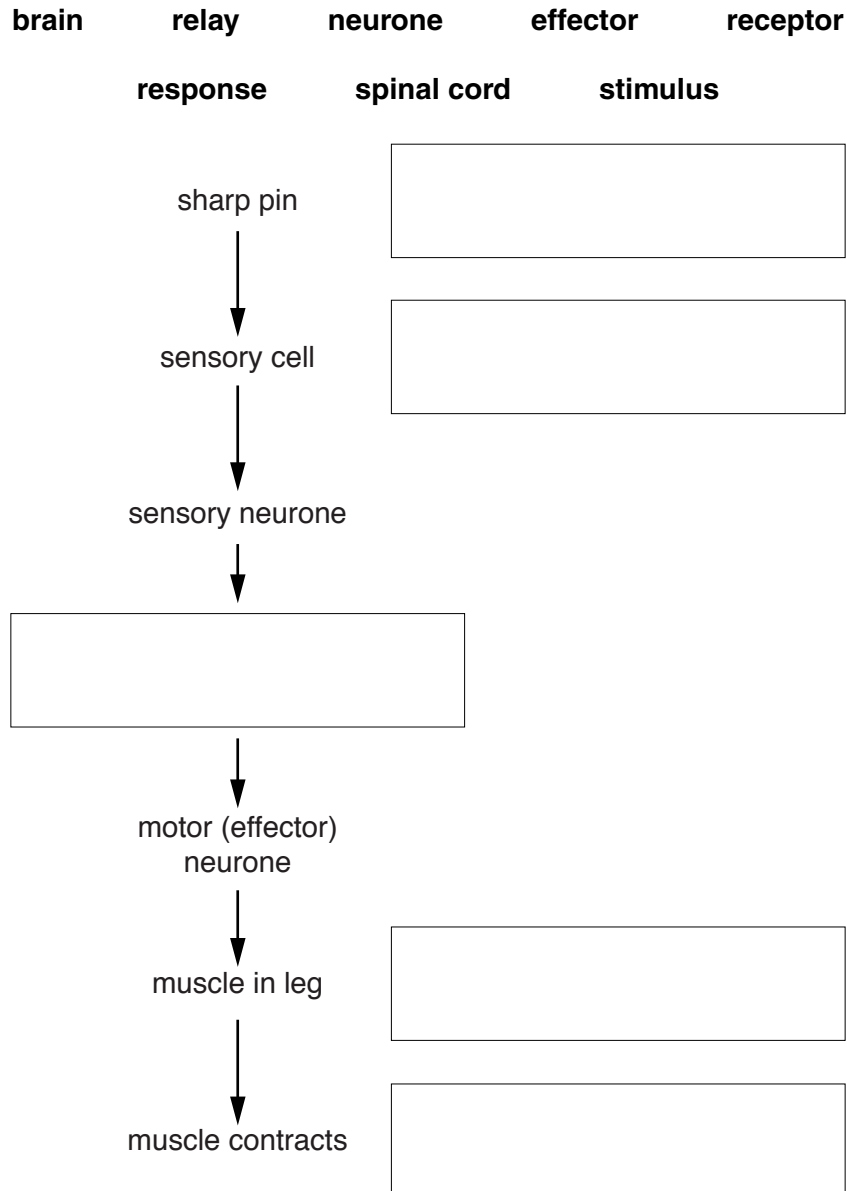 brain relay neurone effector receptor
response spinal cord stimulus
sharp pin
sensory cell
sensory neurone
motor (effector)
neurone
muscle in leg
muscle contracts